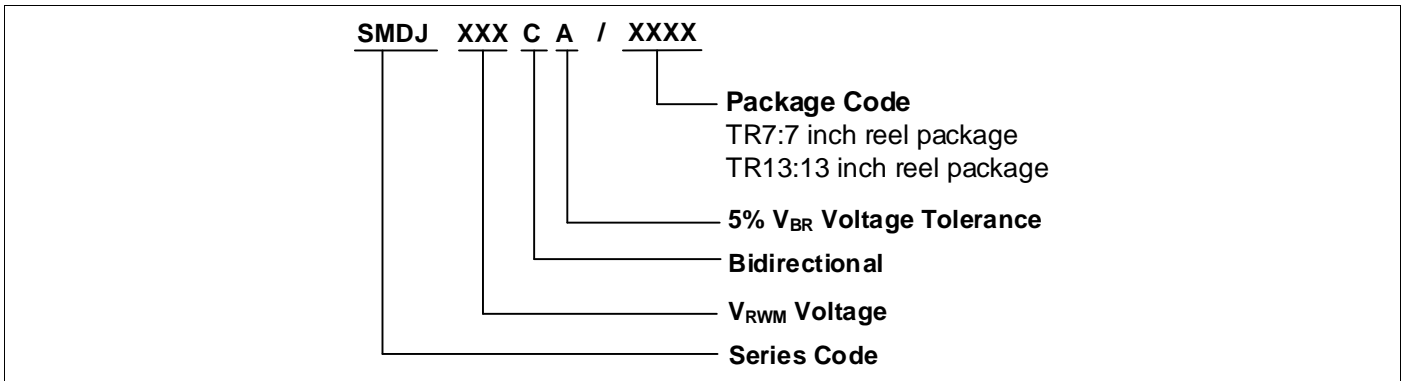 SMDJ XXX C A / XXXX
Package Code
TR7:7 inch reel package
TR13:13 inch reel package
5% VBR Voltage Tolerance
Bidirectional
VRWM Voltage
Series Code